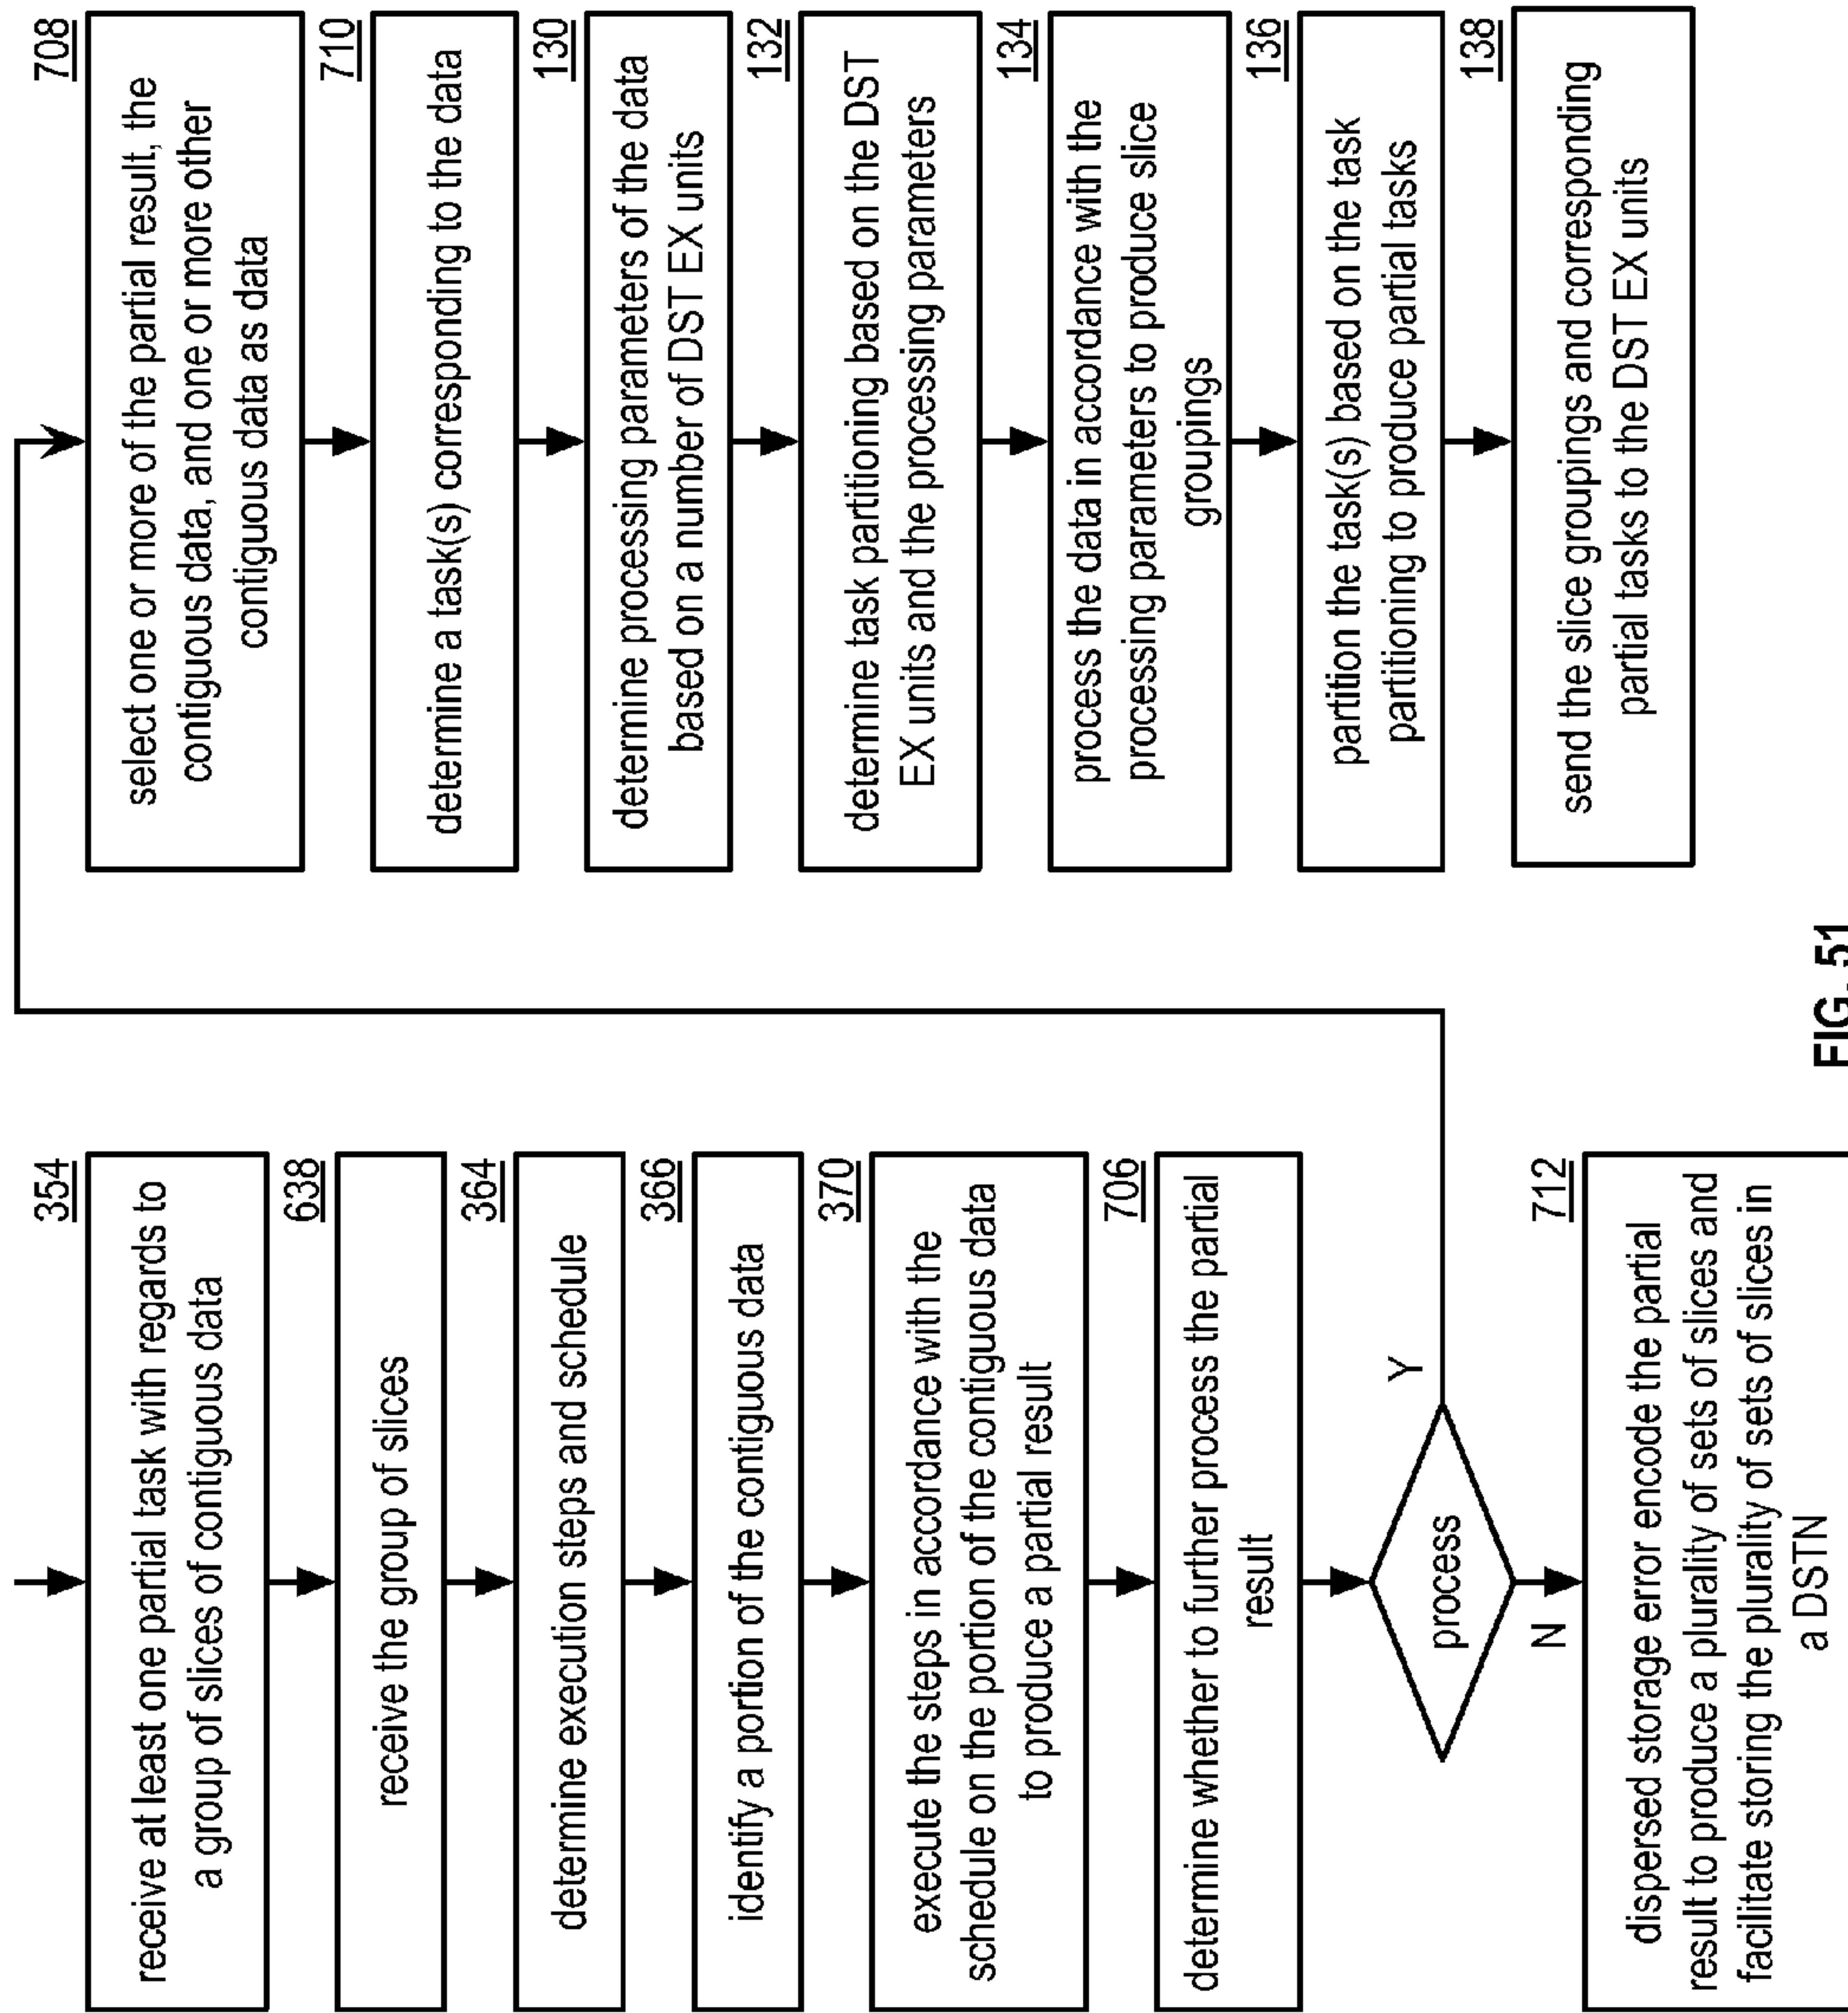 354
receive at least one partial task with regards to
a group of slices of contiguous data
638
receive the group of slices
364
determine execution steps and schedule
366
identify a portion of the contiguous data
370
execute the steps in accordance with the
schedule on the portion of the contiguous data
to produce a partial result
706
determine whether to further process the partial
result
process
Y
N
712
dispersed storage error encode the partial
result to produce a plurality of sets of slices and
facilitate storing the plurality of sets of slices in
a DSTN
708
select one or more of the partial result, the
contiguous data, and one or more other
contiguous data as data
710
determine a task(s) corresponding to the data
130
determine processing parameters of the data
based on a number of DST EX units
132
determine task partitioning based on the DST
EX units and the processing parameters
134
process the data in accordance with the
processing parameters to produce slice
groupings
136
partition the task(s) based on the task
partitioning to produce partial tasks
138
send the slice groupings and corresponding
partial tasks to the DST EX units
FIG. 51